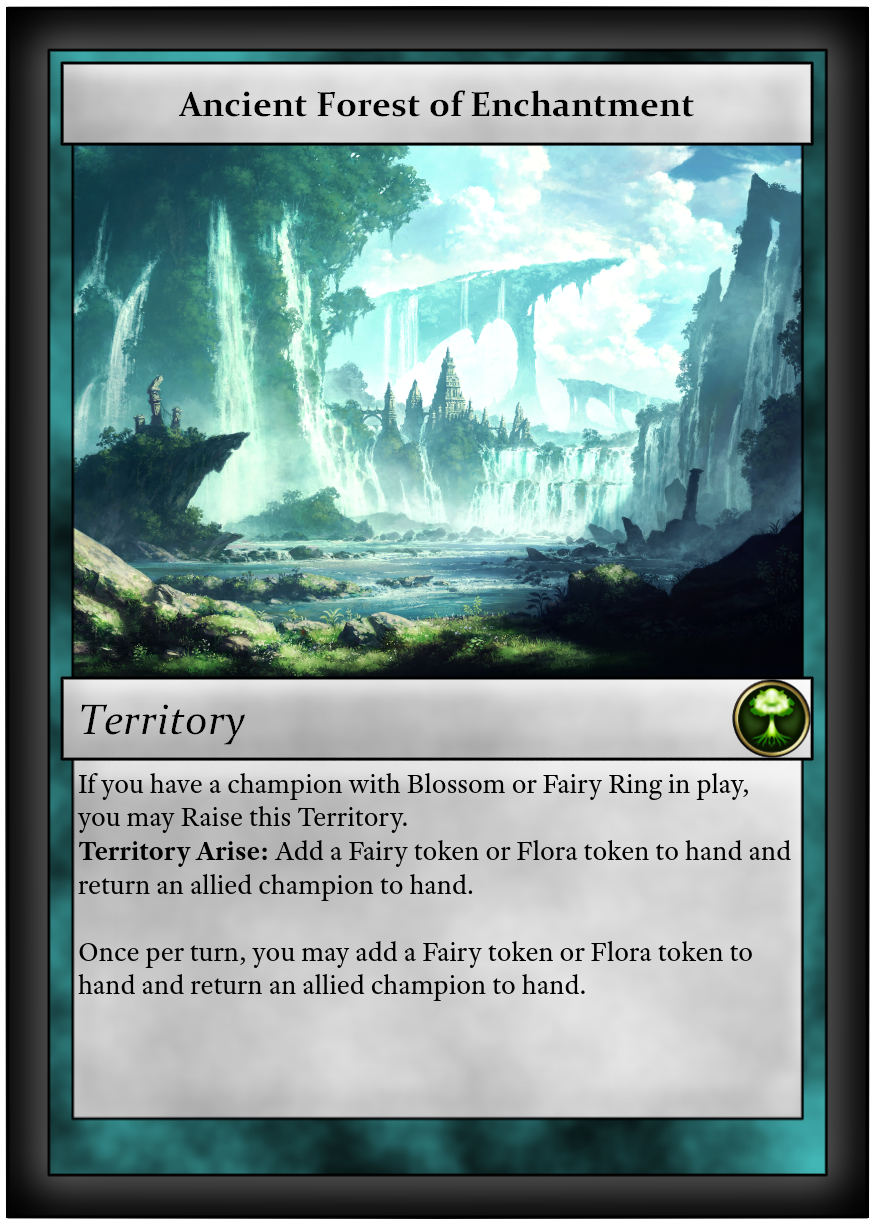 Ancient Forest of Enchantment
Territory
If you have a champion with Blossom or Fairy Ring in play,
you may Raise this Territory.
Territory Arise: Add a Fairy token or Flora token to hand and
return an allied champion to hand.
Once per turn, you may add a Fairy token or Flora token to
hand and return an allied champion to hand.